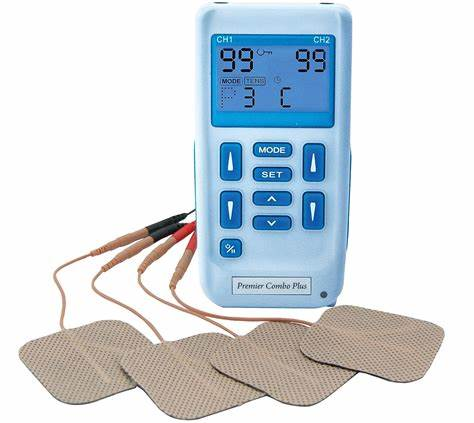 CH1 CH2
99 99
MODE TENS
P 3 C
MODE
SET
Premier Combo Plus